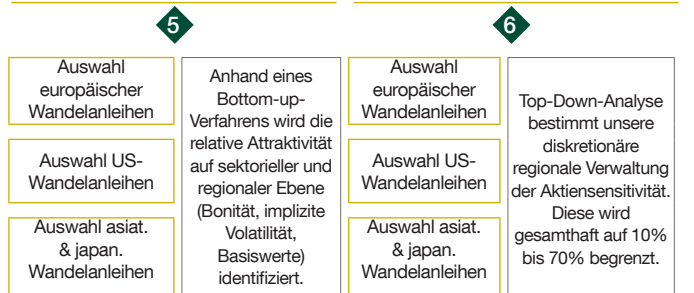 5
Auswahl
europäischer
Wandelanleihen
Auswahl US-
Wandelanleihen
Auswahl asiat.
& japan.
Wandelanleihen
Anhand eines
Bottom-up-
Verfahrens wird die
relative Attraktivität
auf sektorieller und
regionaler Ebene
(Bonität, implizite
Volatilität,
Basiswerte)
identifiziert.
6
Auswahl
europäischer
Wandelanleihen
Auswahl US-
Wandelanleihen
Auswahl asiat.
& japan.
Wandelanleihen
Top-Down-Analyse
bestimmt unsere
diskretionäre
regionale Verwaltung
der Aktiensensitivität.
Diese wird
gesamthaft auf 10%
bis 70% begrenzt.